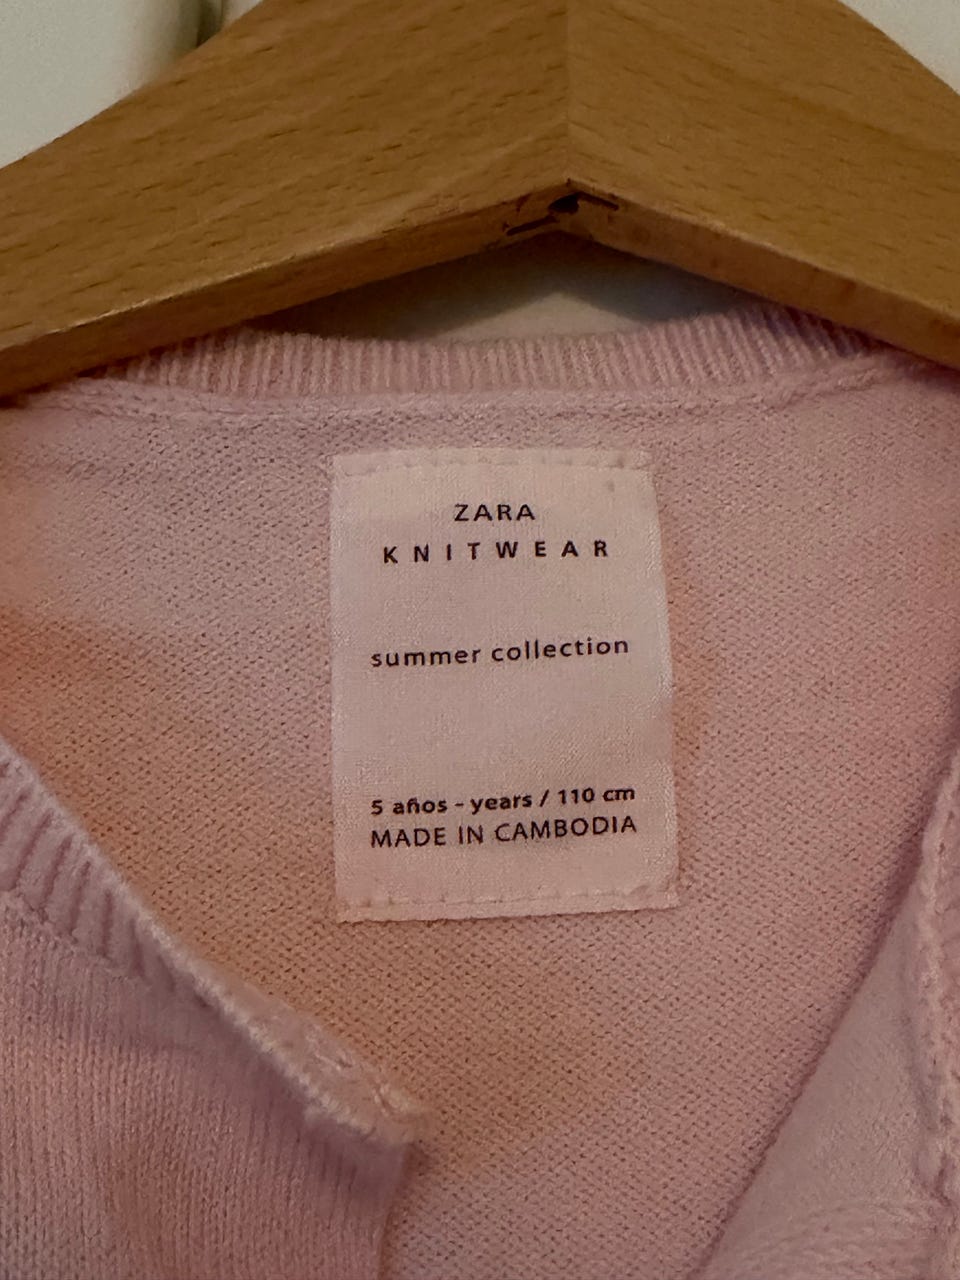 ZARA
KNITWEAR
summer collection
5 años - years / 110 cm
MADE IN CAMBODIA